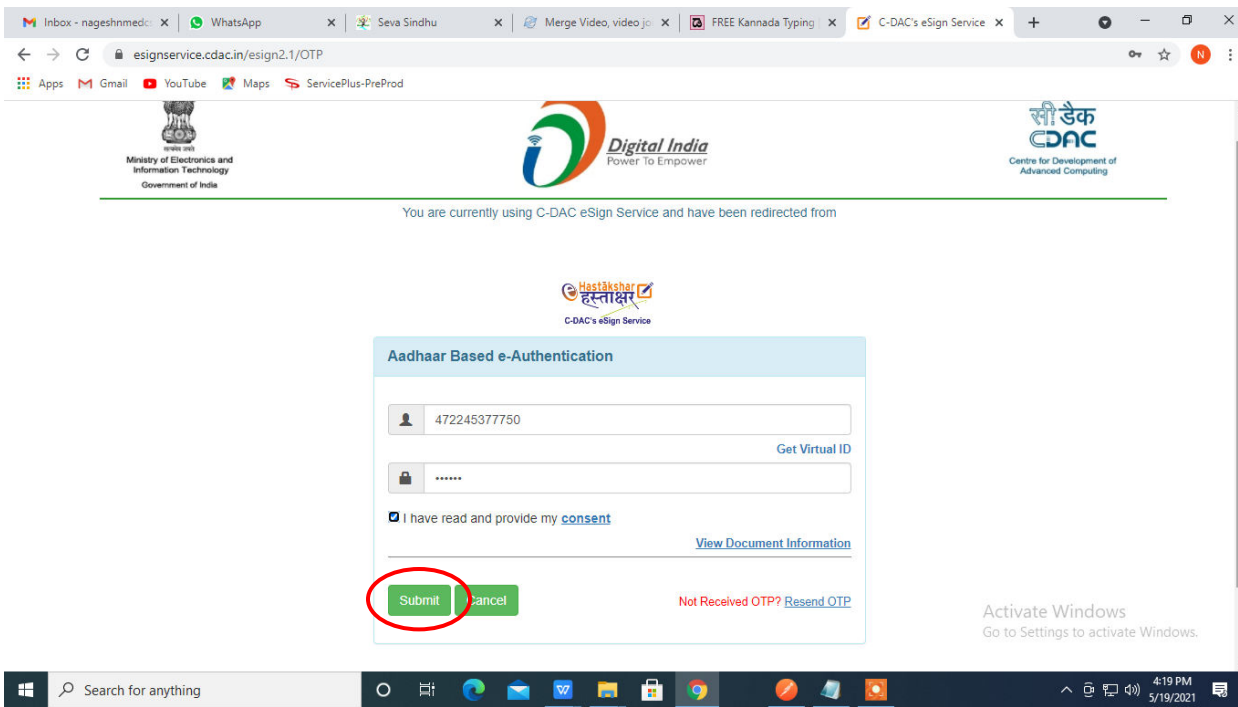 Inbox - nageshnmedc
WhatsApp
Seva Sindhu
Merge Video, video jo
FREE Kannada Typing
C-DAC's eSign Service
esignservice.cdac.in/esign2.1/OTP
N
Apps
Gmail
YouTube
Maps
ServicePlus-PreProd
Ministry of Electronics and
Information Technology
Government of India
Digital India
Power To Empower
सी डैक
CDAC
Centre for Development of
Advanced Computing
You are currently using C-DAC eSign Service and have been redirected from
e Hastākshar
हस्ताक्षर
C-DAC's eSign Service
Aadhaar Based e-Authentication
472245377750
Get Virtual ID
••••••
I have read and provide my consent
View Document Information
Submit
Cancel
Not Received OTP? Resend OTP
Activate Windows
Go to Settings to activate Windows.
Search for anything
4:19 PM
5/19/2021